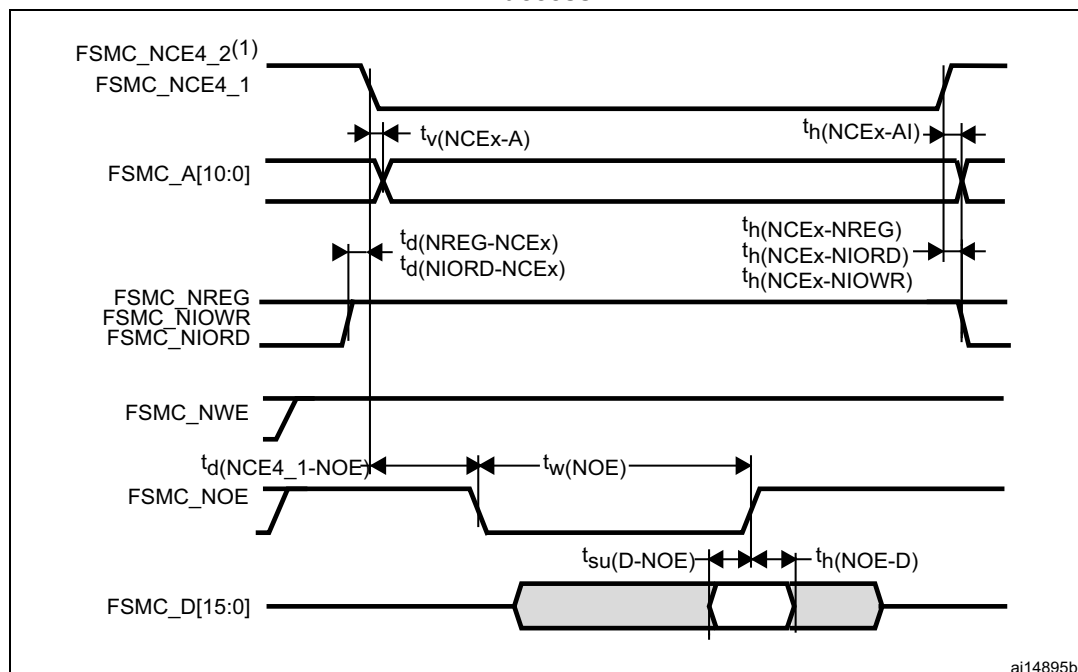 access
FSMC_NCE4_2(1)
FSMC_NCE4_1
tv(NCEx-A)
th(NCEx-AI)
FSMC_A[10:0]
td(NREG-NCEx)
td(NIORD-NCEx)
th(NCEx-NREG)
th(NCEx-NIORD)
th(NCEx-NIOWR)
FSMC_NREG
FSMC_NIOWR
FSMC_NIORD
FSMC_NWE
td(NCE4_1-NOE)
tw(NOE)
FSMC_NOE
tsu(D-NOE)
th(NOE-D)
FSMC_D[15:0]
ai14895b